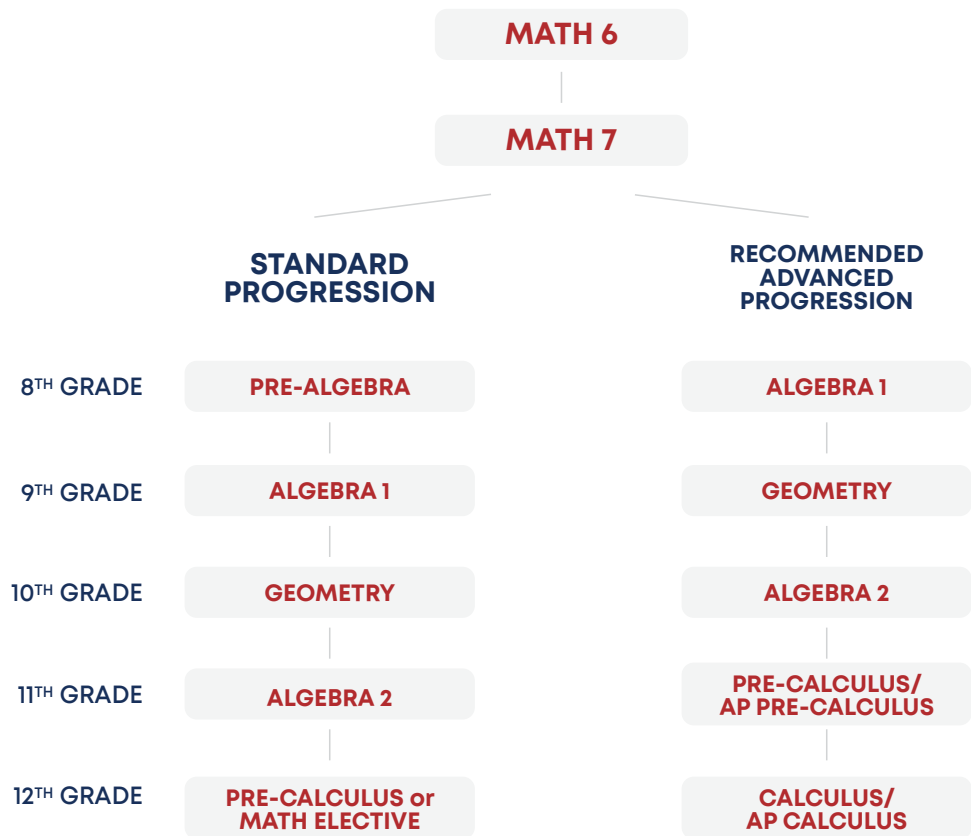 MATH 6
MATH 7
STANDARD
PROGRESSION
RECOMMENDED
ADVANCED
PROGRESSION
8TH GRADE
PRE-ALGEBRA
ALGEBRA 1
9TH GRADE
ALGEBRA 1
GEOMETRY
10TH GRADE
GEOMETRY
ALGEBRA 2
11TH GRADE
ALGEBRA 2
PRE-CALCULUS/
AP PRE-CALCULUS
12TH GRADE
PRE-CALCULUS or
MATH ELECTIVE
CALCULUS/
AP CALCULUS